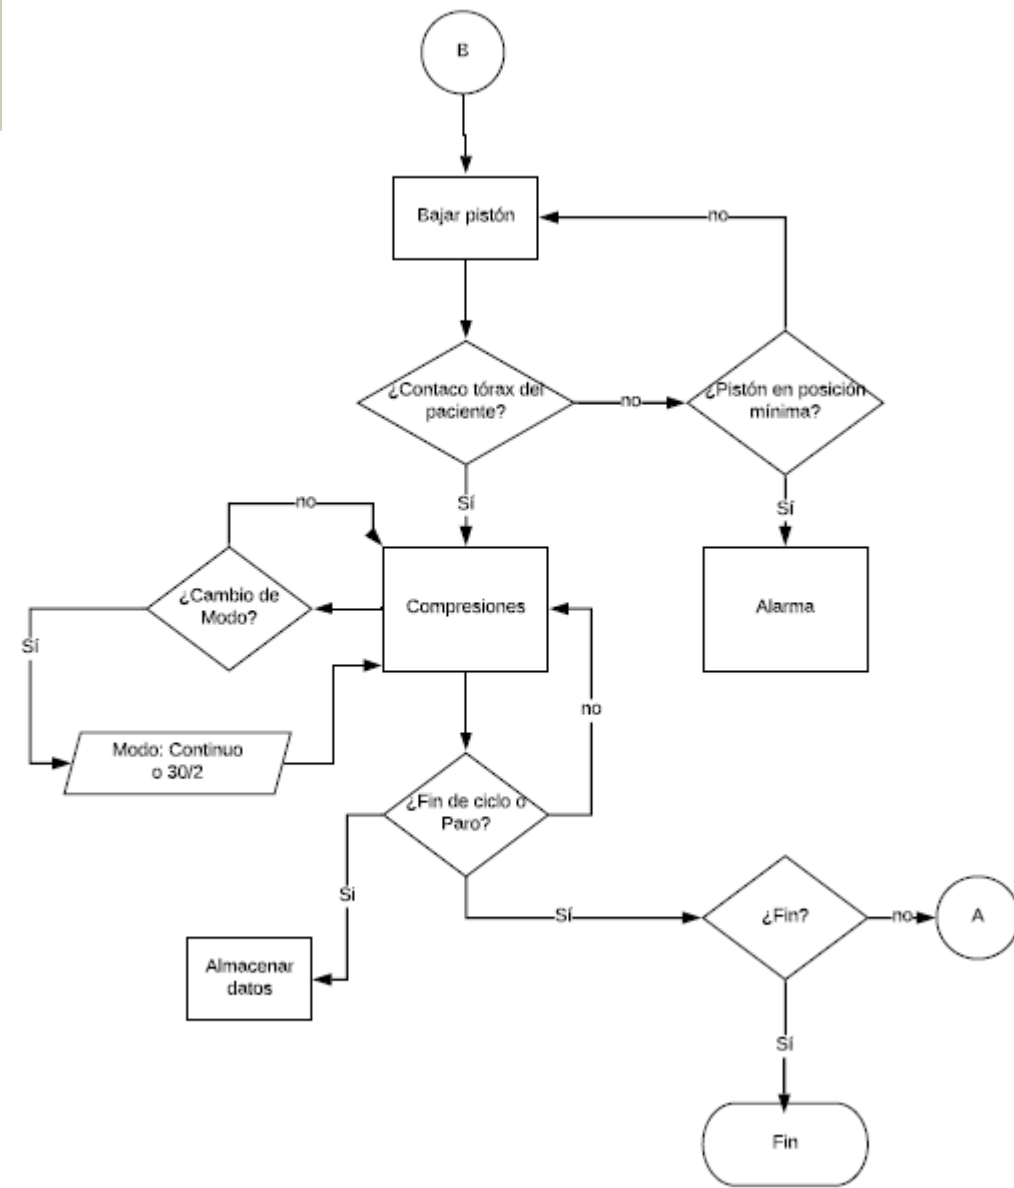 B
Bajar pistón
no
¿Contaco tórax del
paciente?
no
¿Pistón en posición
mínima?
Sí
Sí
no
¿Cambio de
Modo?
Compresiones
Alarma
Sí
no
Modo: Continuo
o 30/2
¿Fin de ciclo o
Paro?
Si
Sí
¿Fin?
no
A
Almacenar
datos
Sí
Fin